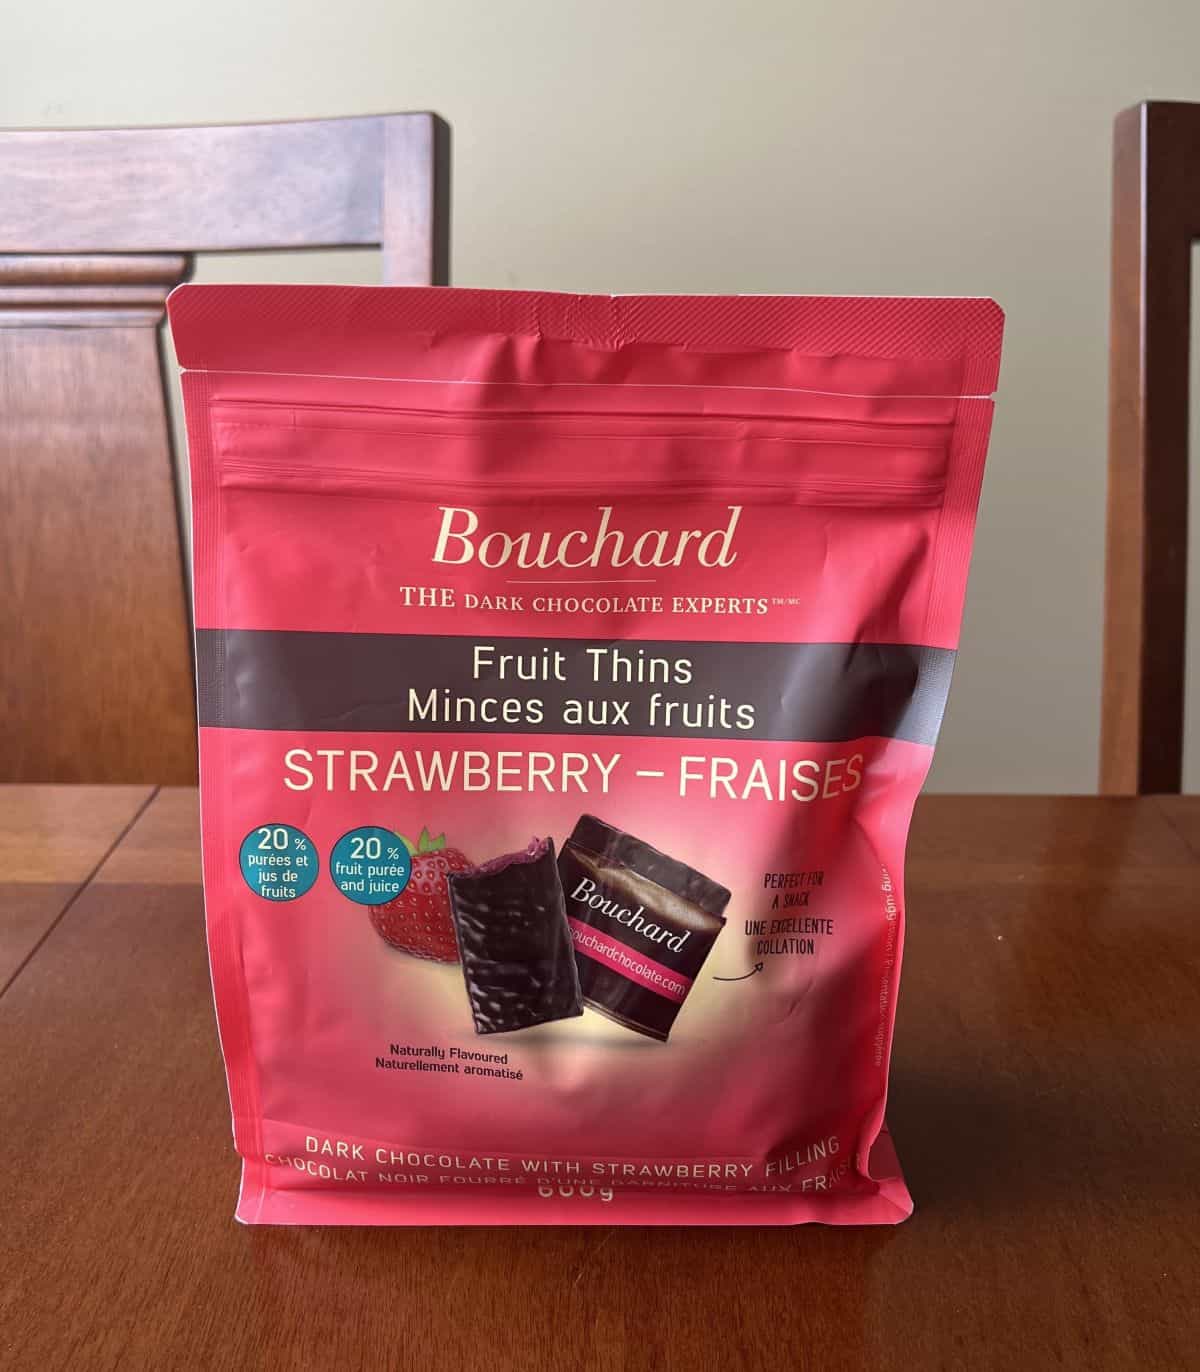 Bouchard
THE DARK CHOCOLATE EXPERTS™/MC
Fruit Thins
Minces aux fruits
STRAWBERRY – FRAISES
20 %
purées et
jus de
fruits
20 %
fruit purée
and juice
Bouchard
ouchardchocolate.com
PERFECT FOR
A SNACK
UNE EXCELLENTE
COLLATION
Naturally Flavoured
Naturellement aromatisé
DARK CHOCOLATE WITH STRAWBERRY FILLING
CHOCOLAT NOIR FOURRÉ D'UNE GARNITURE AUX FRAIS
600g